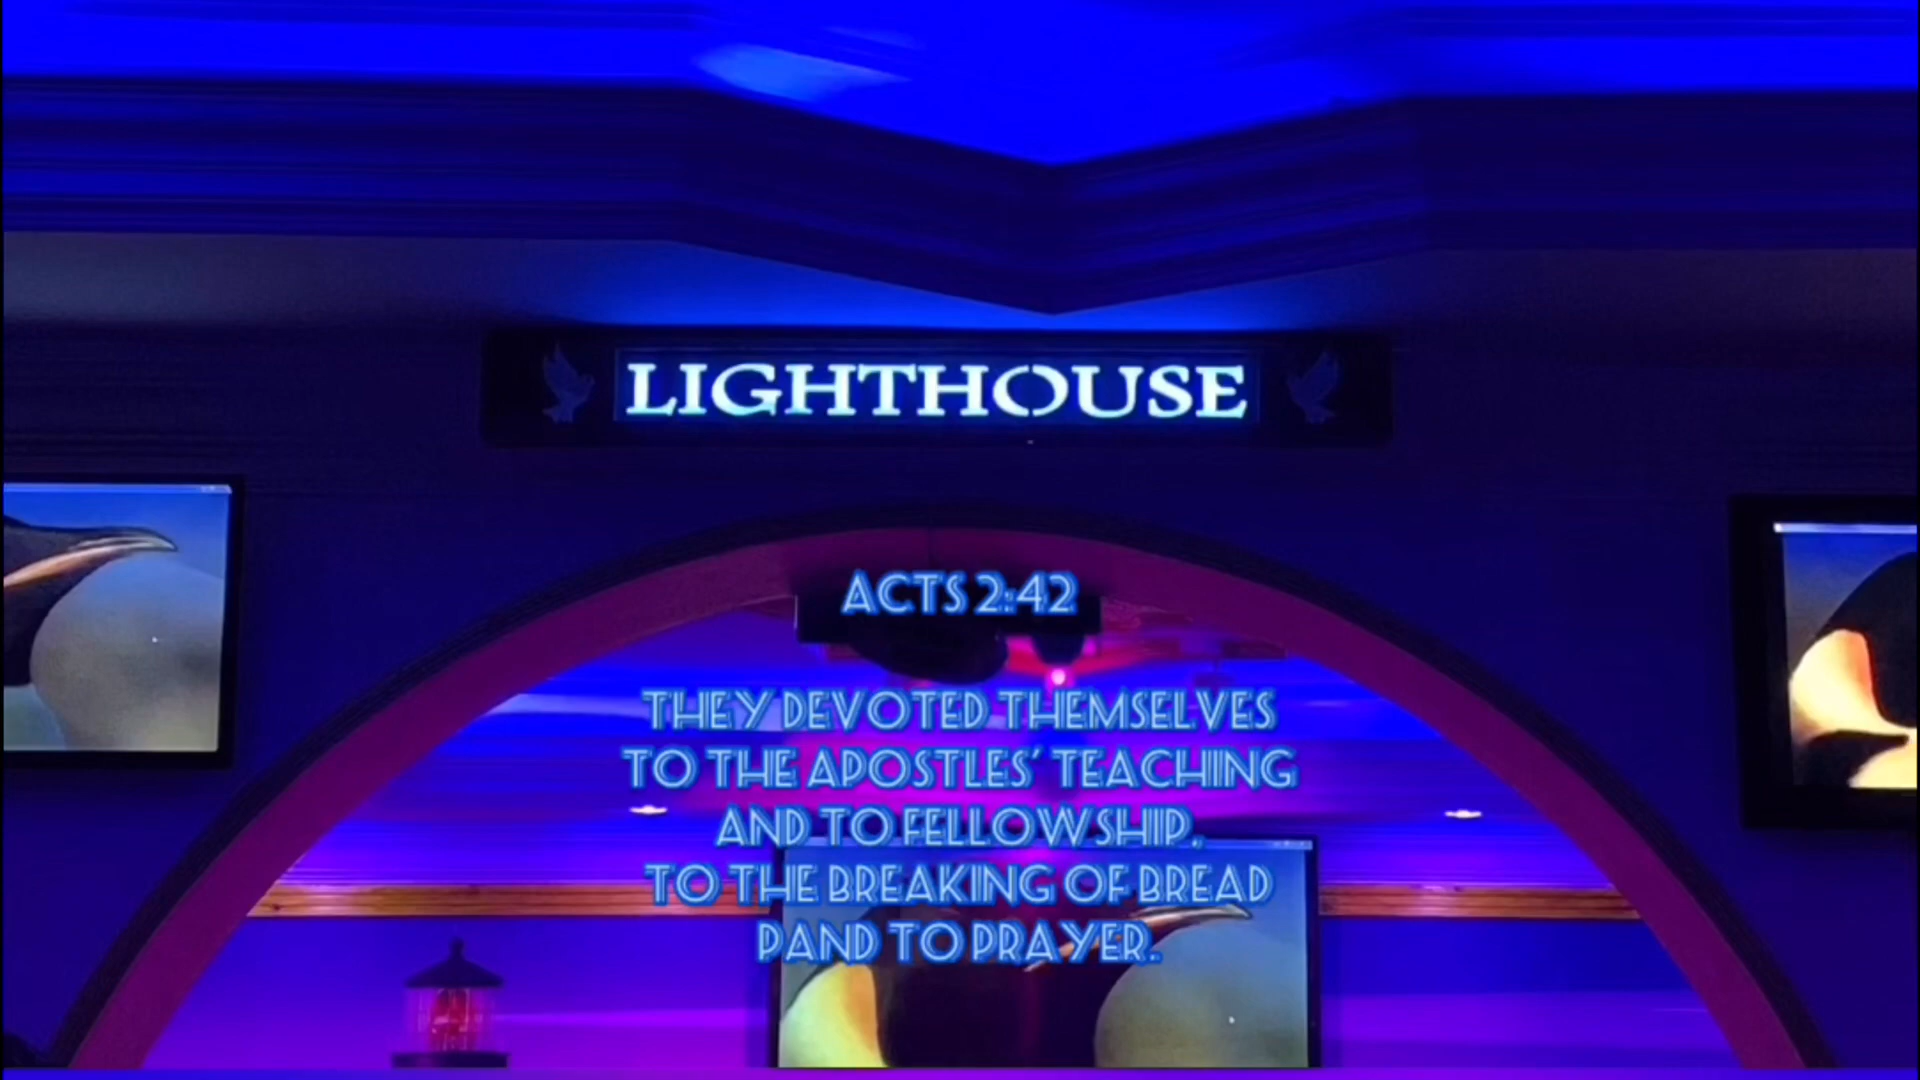 LIGHTHOUSE
ACTS 2:42
THEY DEVOTED THEMSELVES
TO THE APOSTLES' TEACHING
AND TO FELLOWSHIP,
TO THE BREAKING OF BREAD
PAND TO PRAYER.